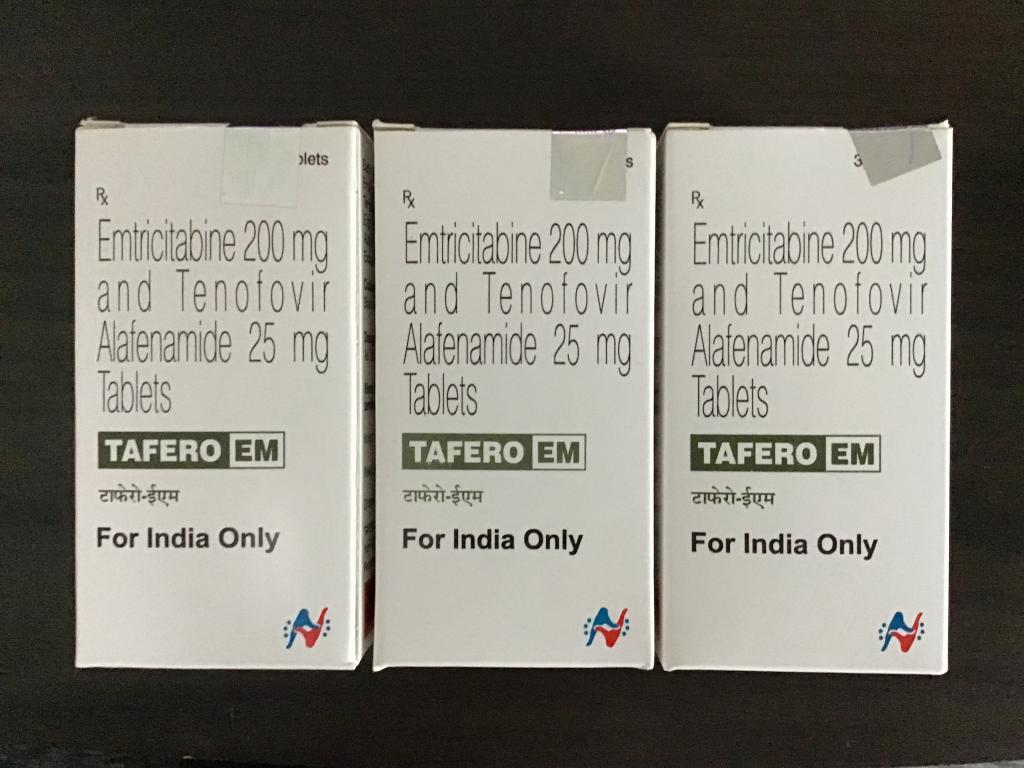 blets
Rx
Emtricitabine 200 mg
and Tenofovir
Alafenamide 25 mg
Tablets
TAFERO EM
टाफेरो-ईएम
For India Only
s
Rx
Emtricitabine 200 mg
and Tenofovir
Alafenamide 25 mg
Tablets
TAFERO EM
टाफेरो-ईएम
For India Only
3
Rx
Emtricitabine 200 mg
and Tenofovir
Alafenamide 25 mg
Tablets
TAFERO EM
टाफेरो-ईएम
For India Only